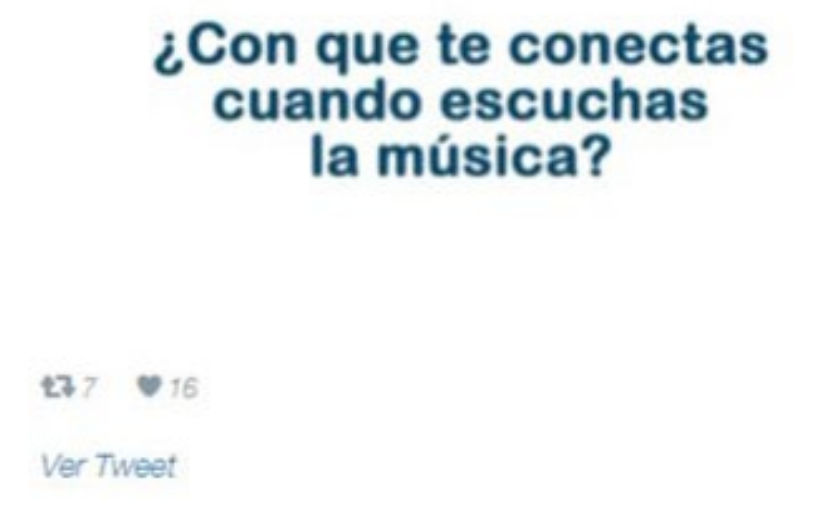 ¿Con que te conectas
cuando escuchas
la música?
7 16
Ver Tweet